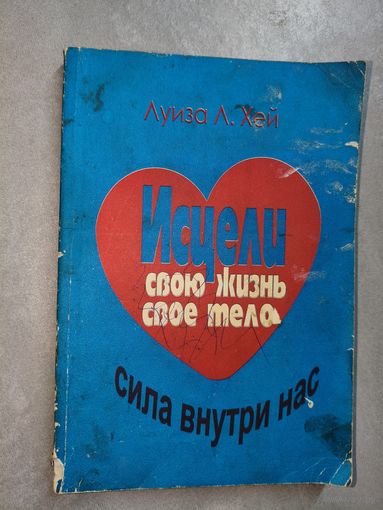 Луиза Л. Хей
Исцели
свою жизнь
свое тело
сила внутри нас